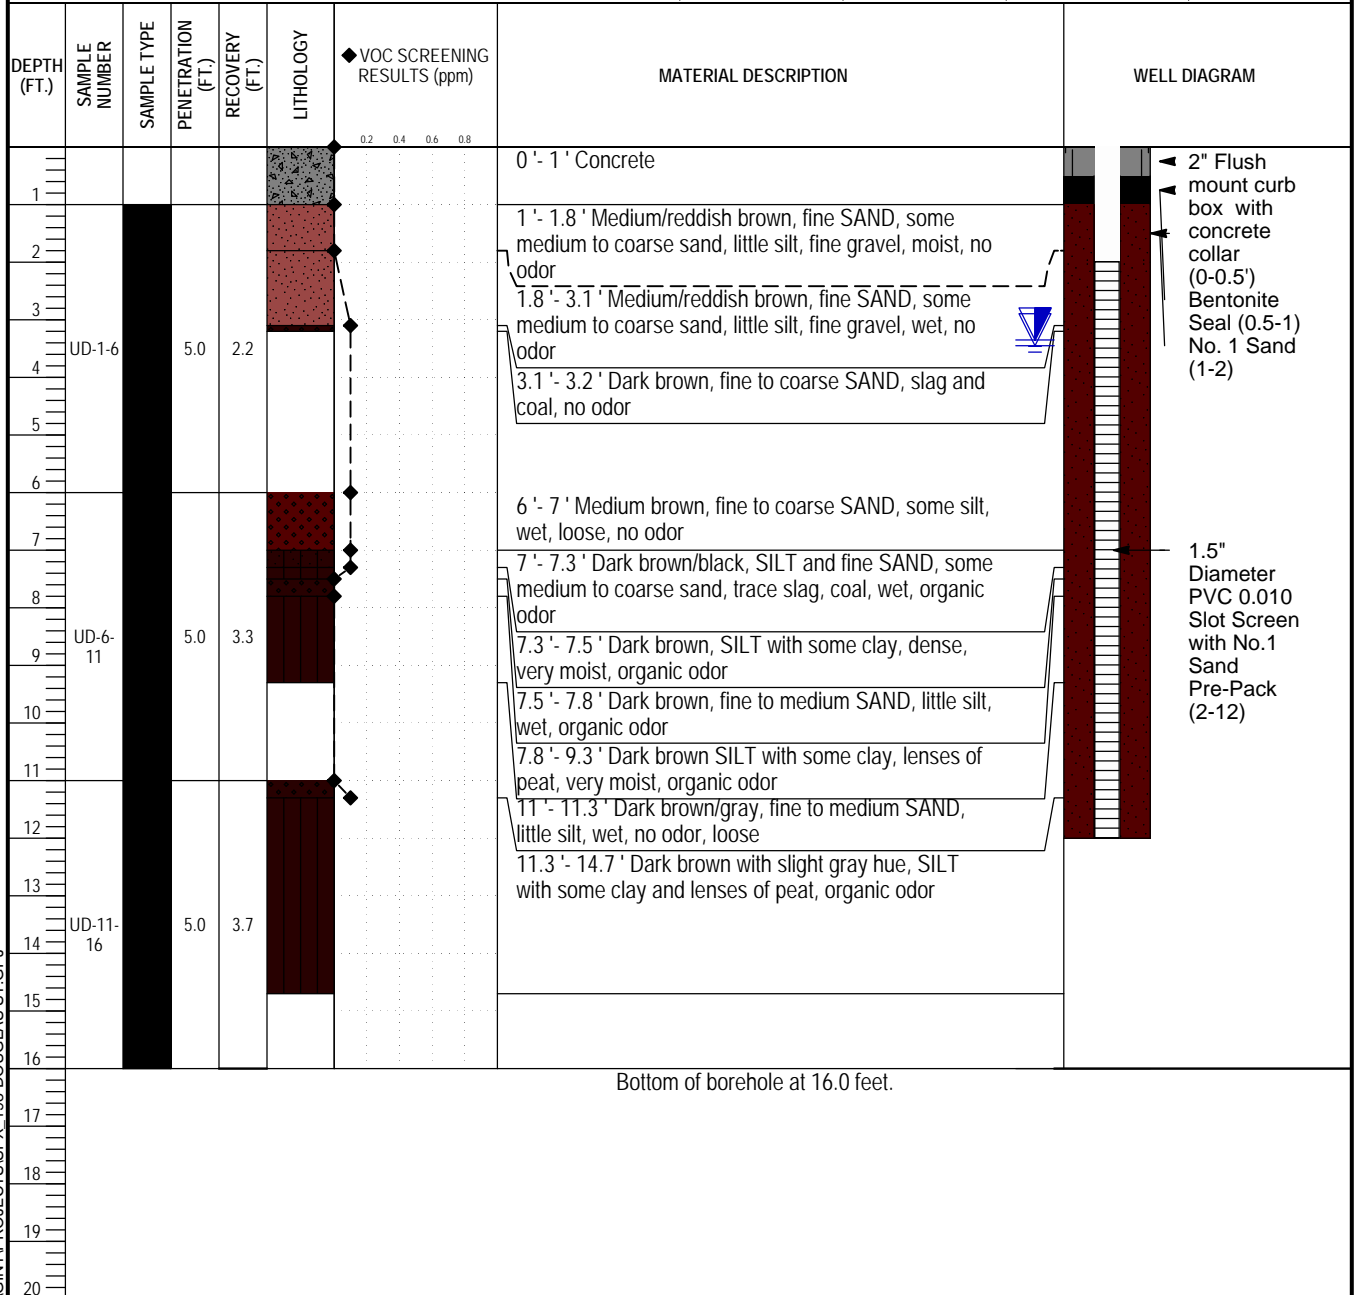 DEPTH (FT.)
SAMPLE NUMBER
SAMPLE TYPE
PENETRATION (FT.)
RECOVERY (FT.)
LITHOLOGY
VOC SCREENING
RESULTS (ppm)
0.2 0.4 0.6 0.8
MATERIAL DESCRIPTION
WELL DIAGRAM
1
2
3
4
5
6
7
8
9
10
11
12
13
14
15
16
17
18
19
20
UD-1-6 5.0 2.2
UD-6-
11
5.0 3.3
UD-11-
16
5.0 3.7
0 '- 1 ' Concrete
1 '- 1.8 ' Medium/reddish brown, fine SAND, some
medium to coarse sand, little silt, fine gravel, moist, no
odor
1.8 '- 3.1 ' Medium/reddish brown, fine SAND, some
medium to coarse sand, little silt, fine gravel, wet, no
odor
3.1 '- 3.2 ' Dark brown, fine to coarse SAND, slag and
coal, no odor
6 '- 7 ' Medium brown, fine to coarse SAND, some silt,
wet, loose, no odor
7 '- 7.3 ' Dark brown/black, SILT and fine SAND, some
medium to coarse sand, trace slag, coal, wet, organic
odor
7.3 '- 7.5 ' Dark brown, SILT with some clay, dense,
very moist, organic odor
7.5 '- 7.8 ' Dark brown, fine to medium SAND, little silt,
wet, organic odor
7.8 '- 9.3 ' Dark brown SILT with some clay, lenses of
peat, very moist, organic odor
11 '- 11.3 ' Dark brown/gray, fine to medium SAND,
little silt, wet, no odor, loose
11.3 '- 14.7 ' Dark brown with slight gray hue, SILT
with some clay and lenses of peat, organic odor
Bottom of borehole at 16.0 feet.
2" Flush
mount curb
box with
concrete
collar
(0-0.5')
Bentonite
Seal (0.5-1)
No. 1 Sand
(1-2)
1.5"
Diameter
PVC 0.010
Slot Screen
with No.1
Sand
Pre-Pack
(2-12)